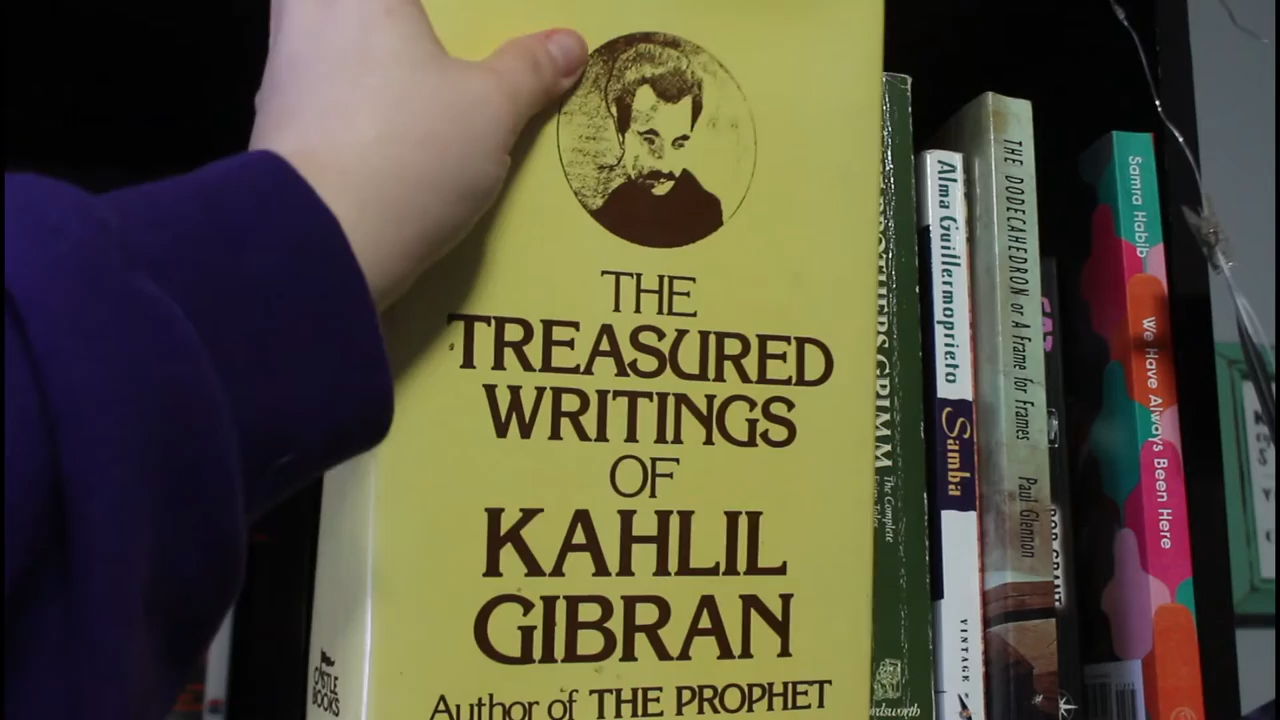 THE
TREASURED
WRITINGS
OF
KAHLIL
GIBRAN
Author of THE PROPHET
CASTLE
BOOKS
BROTHERS GRIMM The Complete
Fairy Tales
Alma Guillermoprieto Samba
VINTAGE
THE DODECAHEDRON or A Frame for Frames Paul Glennon
Samra Habib We Have Always Been Here